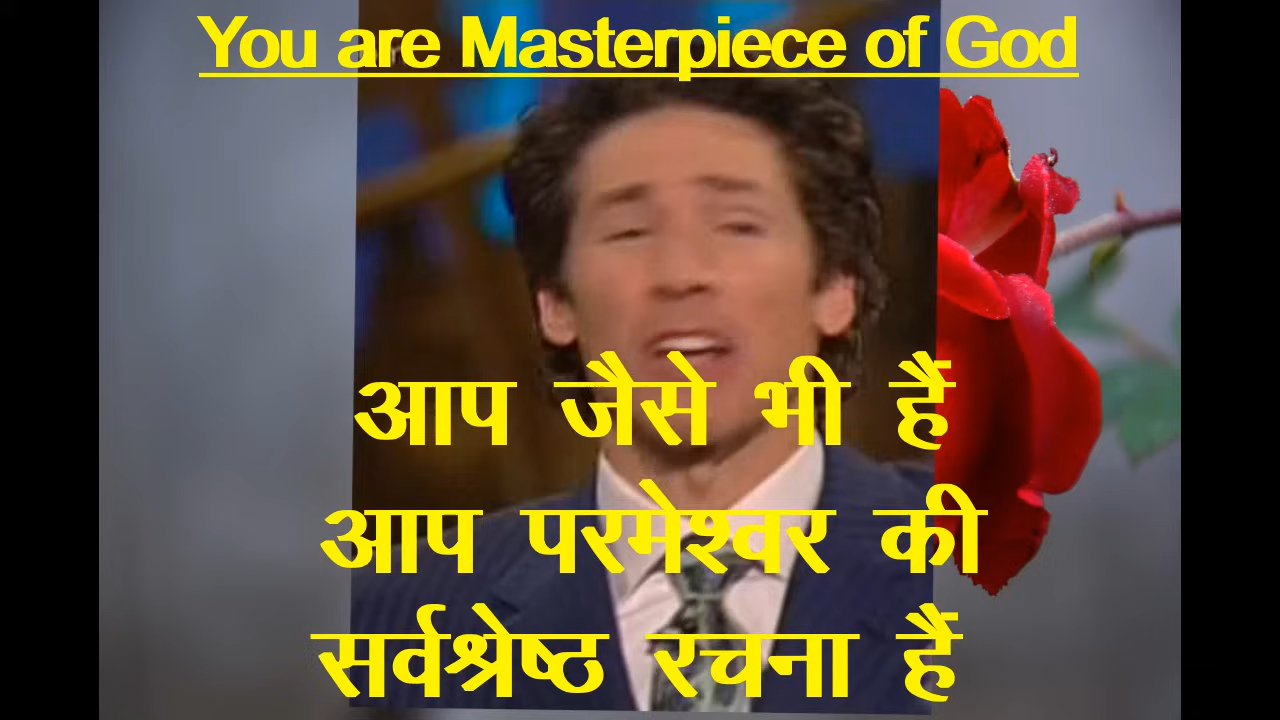 You are Masterpiece of God
आप जैसे भी हैं
आप परमेश्वर की
सर्वश्रेष्ठ रचना हैं